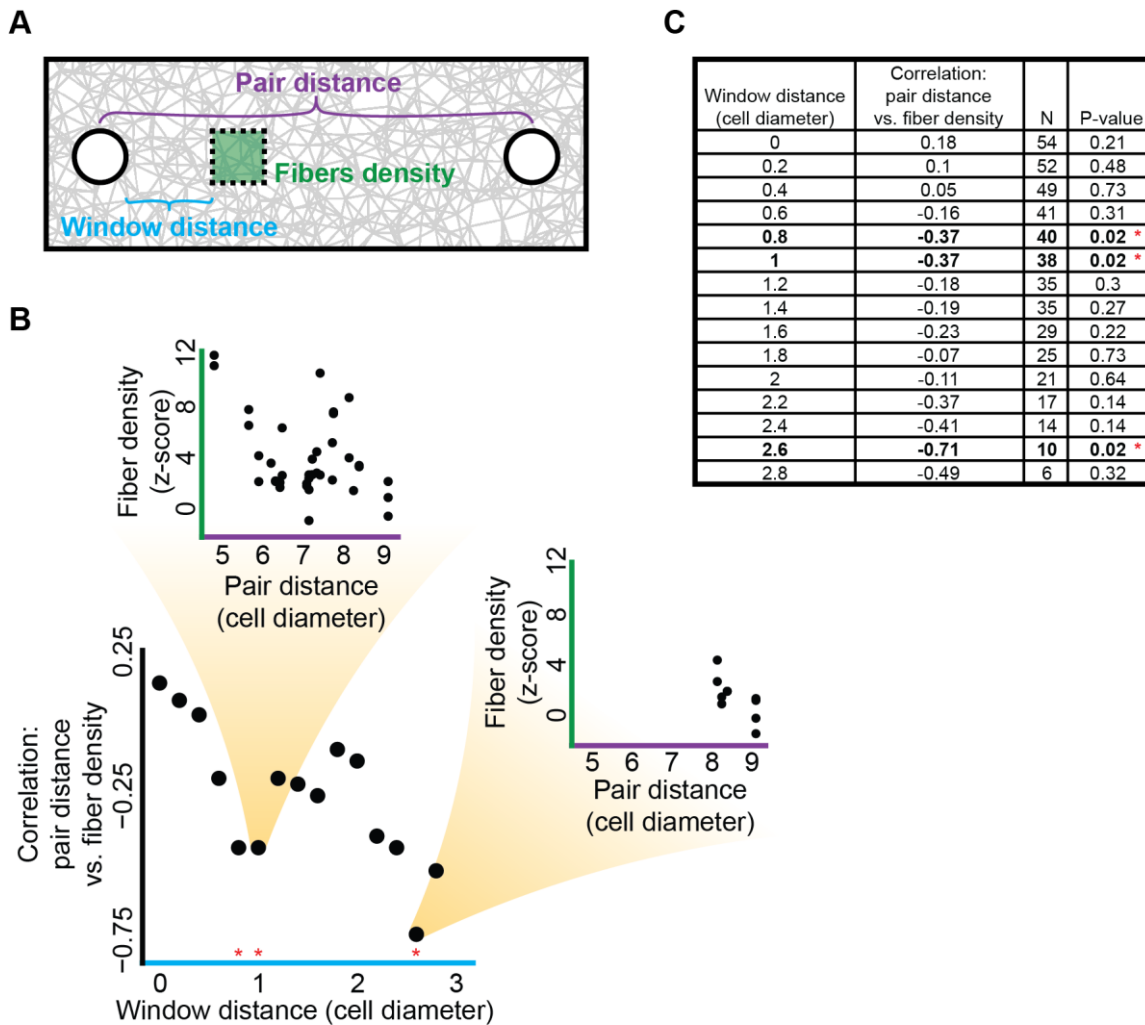 A
Pair distance
Fibers density
Window distance
B
12
8
4
0
Fiber density
(z-score)
5 6 7 8 9
Pair distance
(cell diameter)
12
8
4
0
Fiber density
(z-score)
5 6 7 8 9
Pair distance
(cell diameter)
0.25
−0.25
−0.75
Correlation:
pair distance
vs. fiber density
* * *
0 1 2 3
Window distance (cell diameter)
C
Window distance
(cell diameter)
Correlation:
pair distance
vs. fiber density
N
P-value
0 0.18 54 0.21
0.2 0.1 52 0.48
0.4 0.05 49 0.73
0.6 -0.16 41 0.31
0.8 -0.37 40 0.02 *
1 -0.37 38 0.02 *
1.2 -0.18 35 0.3
1.4 -0.19 35 0.27
1.6 -0.23 29 0.22
1.8 -0.07 25 0.73
2 -0.11 21 0.64
2.2 -0.37 17 0.14
2.4 -0.41 14 0.14
2.6 -0.71 10 0.02 *
2.8 -0.49 6 0.32